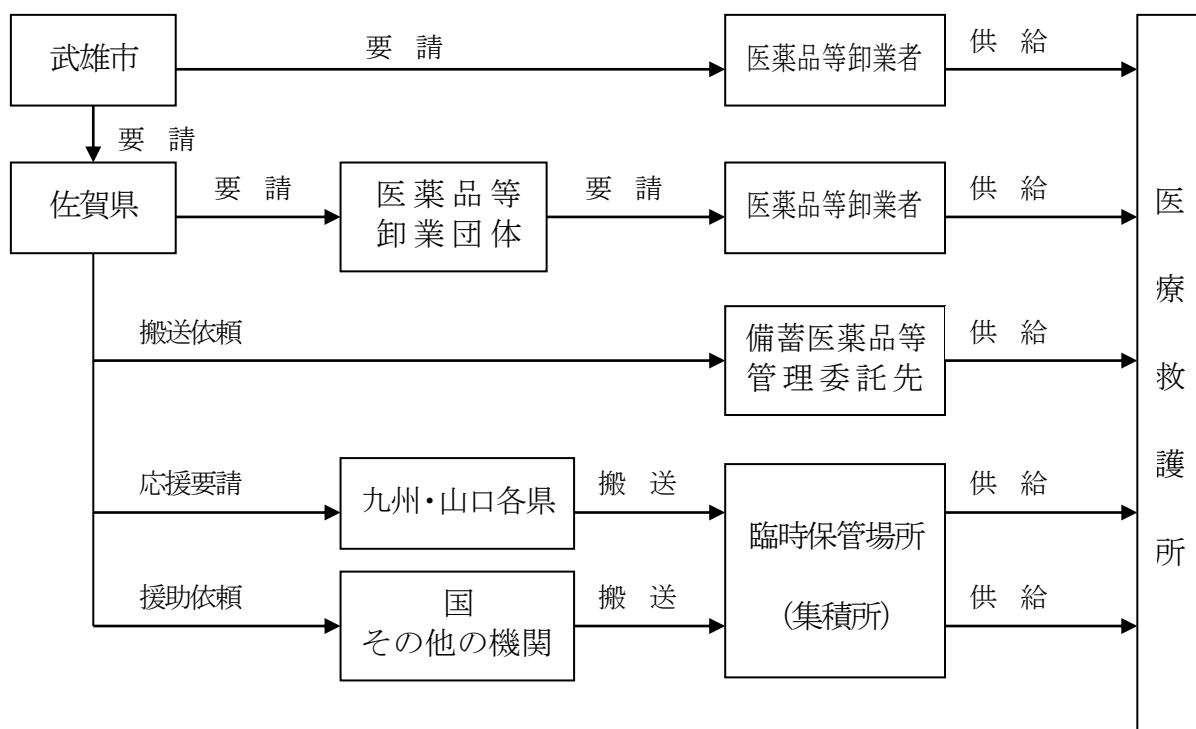 武雄市
要 請
医薬品等卸業者
供 給
要 請
佐賀県
要 請
医薬品等
卸業団体
要 請
医薬品等卸業者
供 給
搬送依頼
備蓄医薬品等
管理委託先
供 給
応援要請
九州・山口各県
搬 送
臨時保管場所
(集積所)
供 給
援助依頼
国
その他の機関
搬 送
供 給
医療救護所